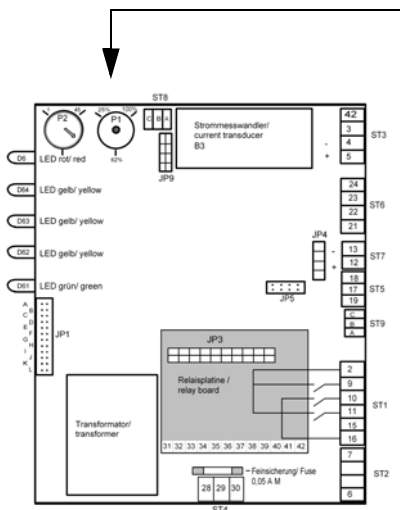 ST8
1 46
P2
25% 100%
P1
62%
C B A
JP9
Strommesswandler/
current transducer
B3
42
3
- 4
+ 5
ST3
D6 LED rot/ red
D64 LED gelb/ yellow
D63 LED gelb/ yellow
D62 LED gelb/ yellow
D61 LED grün/ green
24
23
22
21
ST6
JP4
-
+
13
12
ST7
18
17
19
ST5
JP5
C
B
A
ST9
A
B
C
D
E
F
G
H
I
J
K
L
JP1
JP3
Relaisplatine /
relay board
2
9
10
11
15
16
ST1
Transformator/
transformer
31 32 33 34 35 36 37 38 39 40 41 42
7
6
ST2
Feinsicherung/ Fuse
0,05 A M
28 29 30
ST4